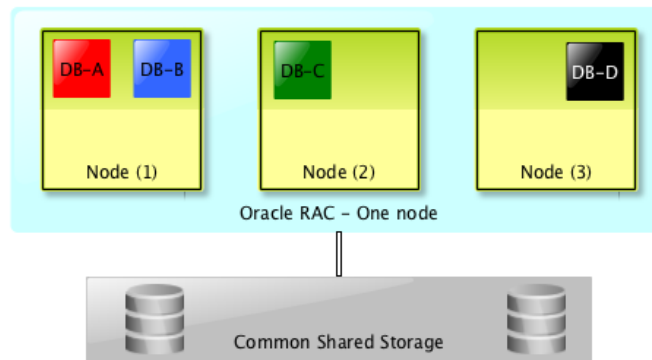 DB-A DB-B DB-C DB-D
Node (1) Node (2) Node (3)
Oracle RAC – One node
Common Shared Storage